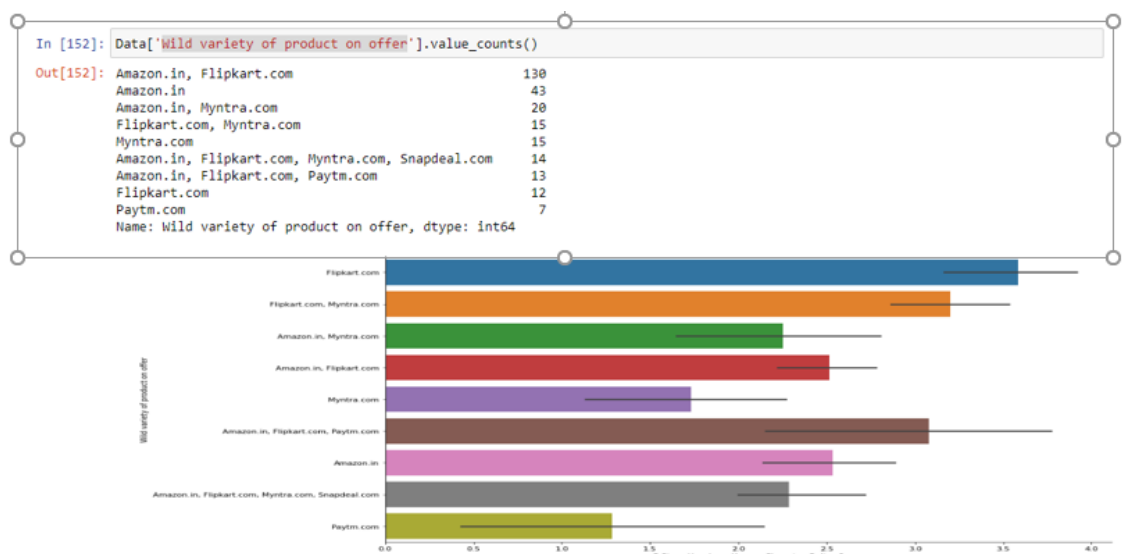 In [152]: Data['Wild variety of product on offer'].value_counts()
Out[152]: Amazon.in, Flipkart.com 130
Amazon.in 43
Amazon.in, Myntra.com 20
Flipkart.com, Myntra.com 15
Myntra.com 15
Amazon.in, Flipkart.com, Myntra.com, Snapdeal.com 14
Amazon.in, Flipkart.com, Paytm.com 13
Flipkart.com 12
Paytm.com 7
Name: Wild variety of product on offer, dtype: int64
Wild variety of product on offer
Flipkart.com
Flipkart.com, Myntra.com
Amazon.in, Myntra.com
Amazon.in, Flipkart.com
Myntra.com
Amazon.in, Flipkart.com, Paytm.com
Amazon.in
Amazon.in, Flipkart.com, Myntra.com, Snapdeal.com
Paytm.com
0.0 0.5 1.0 1.5 2.0 2.5 3.0 3.5 4.0